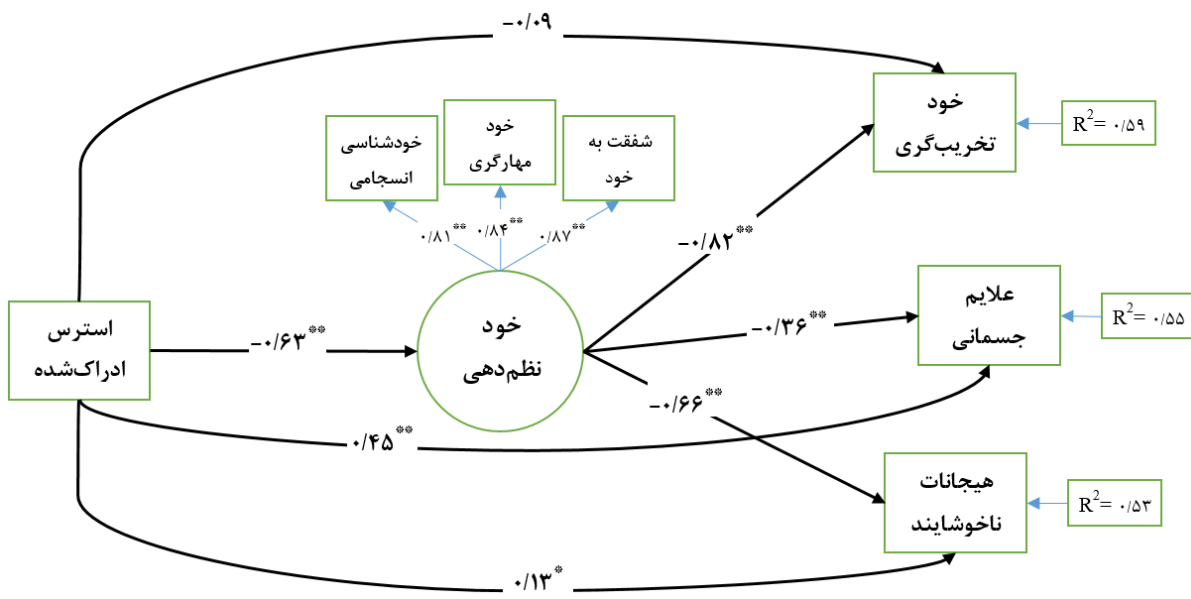 -۰/۰۹
خود
تخریب‌گری
R²= ۰/۵۹
خود
مهارگری
شفقت به
خود
خودشناسی
انسجامی
۰/۸۷**
۰/۸۴**
۰/۸۱**
-۰/۸۲**
علایم
جسمانی
R²= ۰/۵۵
استرس
ادراک‌شده
-۰/۶۳**
خود
نظم‌دهی
-۰/۳۶**
-۰/۶۶**
۰/۴۵**
هیجانات
ناخوشایند
R²= ۰/۵۳
۰/۱۳*